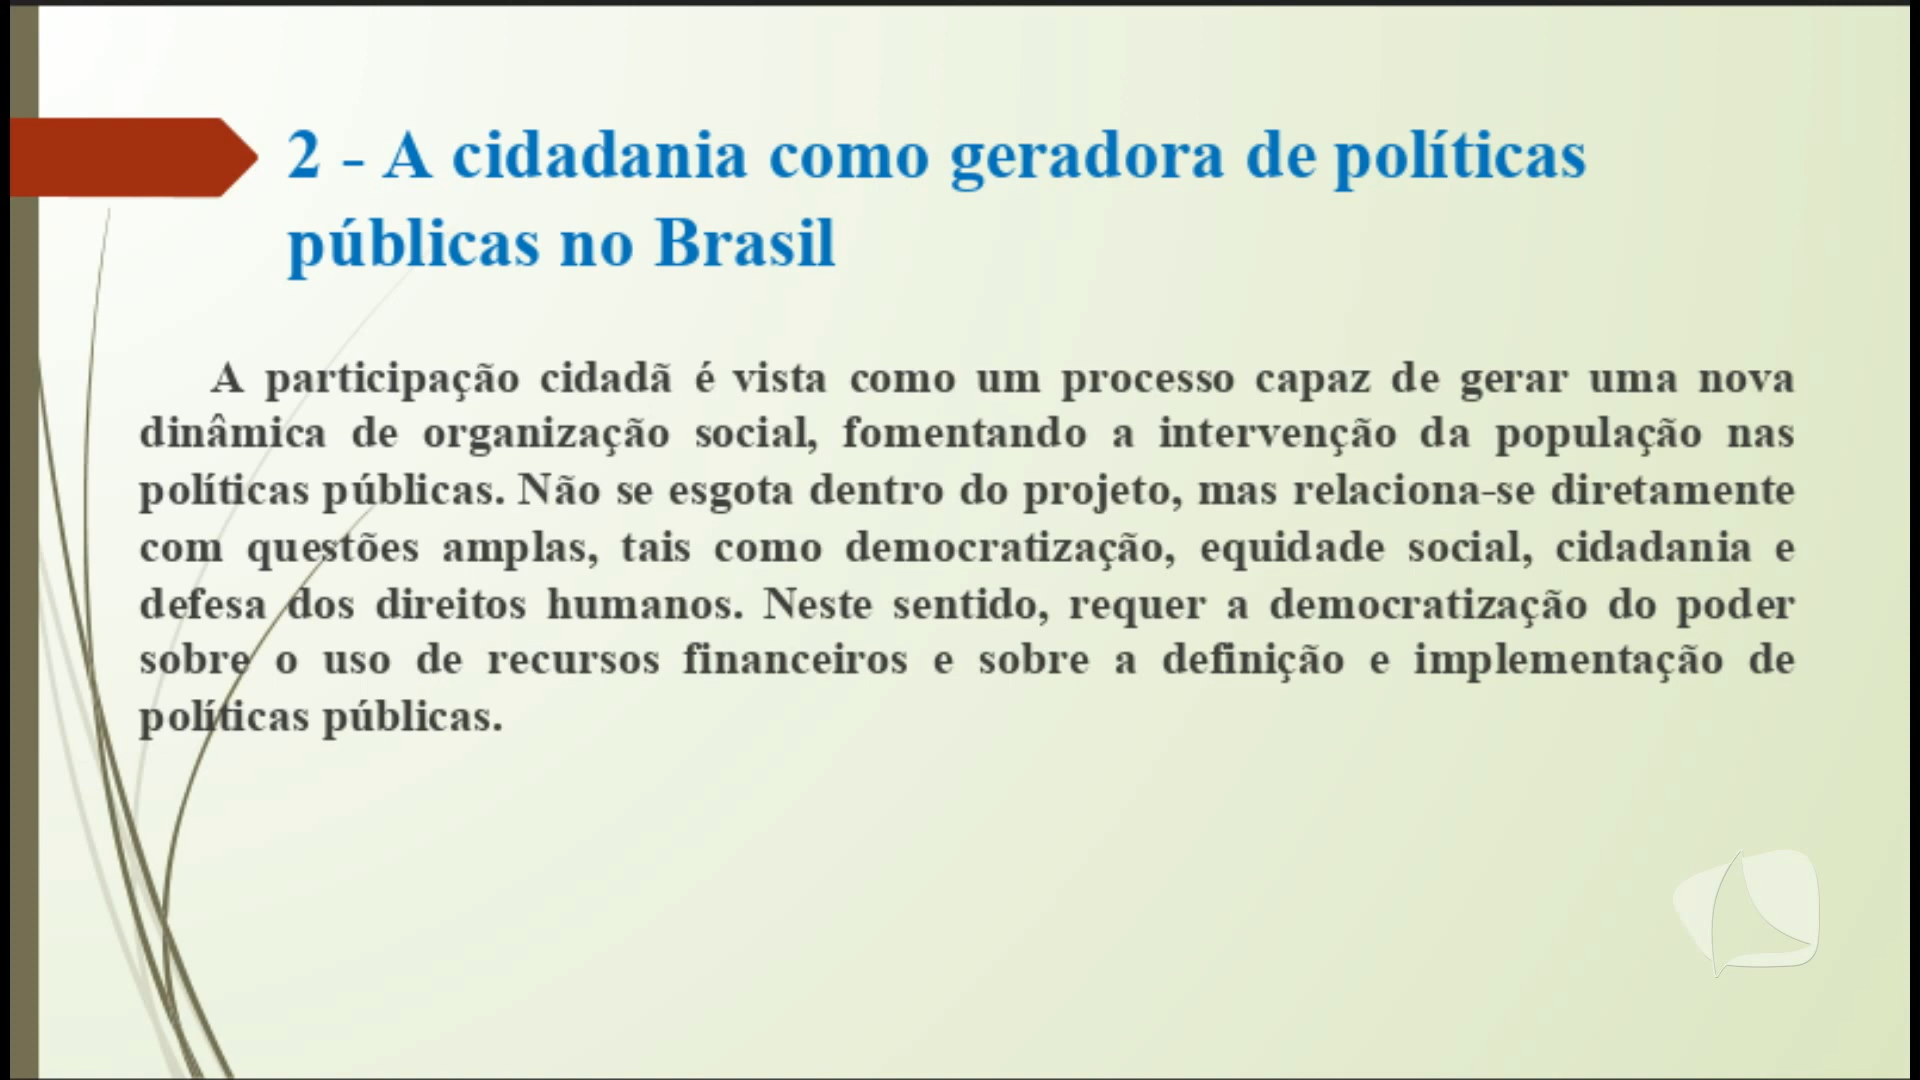 2 - A cidadania como geradora de políticas
públicas no Brasil
A participação cidadã é vista como um processo capaz de gerar uma nova
dinâmica de organização social, fomentando a intervenção da população nas
políticas públicas. Não se esgota dentro do projeto, mas relaciona-se diretamente
com questões amplas, tais como democratização, equidade social, cidadania e
defesa dos direitos humanos. Neste sentido, requer a democratização do poder
sobre o uso de recursos financeiros e sobre a definição e implementação de
políticas públicas.